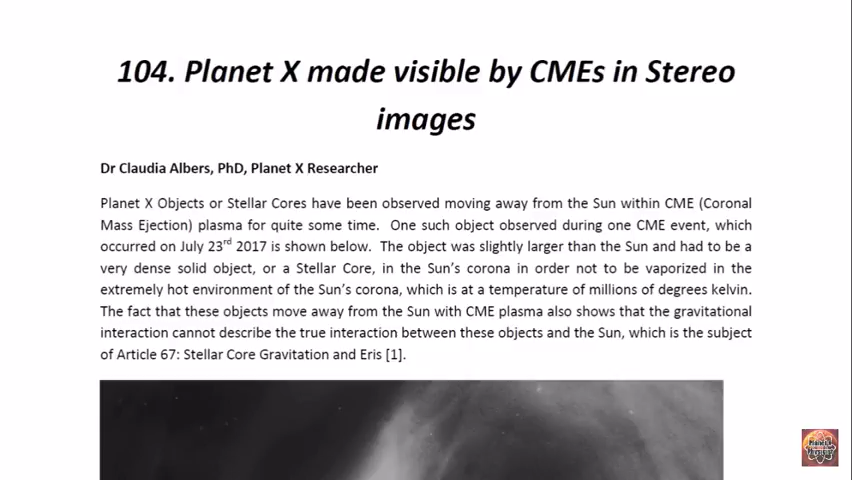 104. Planet X made visible by CMEs in Stereo
images
Dr Claudia Albers, PhD, Planet X Researcher
Planet X Objects or Stellar Cores have been observed moving away from the Sun within CME (Coronal
Mass Ejection) plasma for quite some time. One such object observed during one CME event, which
occurred on July 23rd 2017 is shown below. The object was slightly larger than the Sun and had to be a
very dense solid object, or a Stellar Core, in the Sun's corona in order not to be vaporized in the
extremely hot environment of the Sun's corona, which is at a temperature of millions of degrees kelvin.
The fact that these objects move away from the Sun with CME plasma also shows that the gravitational
interaction cannot describe the true interaction between these objects and the Sun, which is the subject
of Article 67: Stellar Core Gravitation and Eris [1].